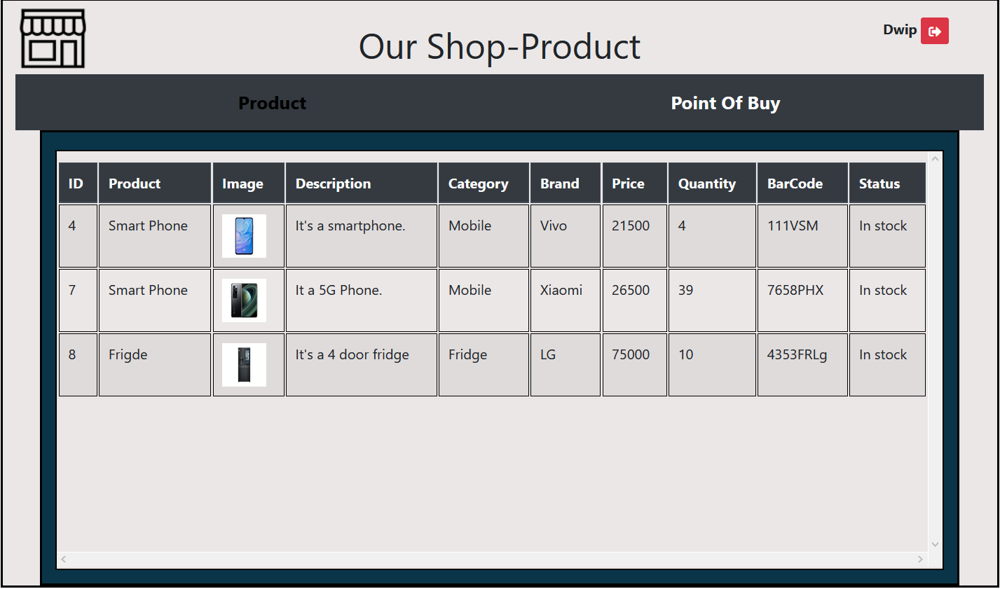 Dwip
Our Shop-Product
Product Point Of Buy
ID Product Image Description Category Brand Price Quantity BarCode Status
4 Smart Phone It's a smartphone. Mobile Vivo 21500 4 111VSM In stock
7 Smart Phone It a 5G Phone. Mobile Xiaomi 26500 39 7658PHX In stock
8 Frigde It's a 4 door fridge Fridge LG 75000 10 4353FRLg In stock